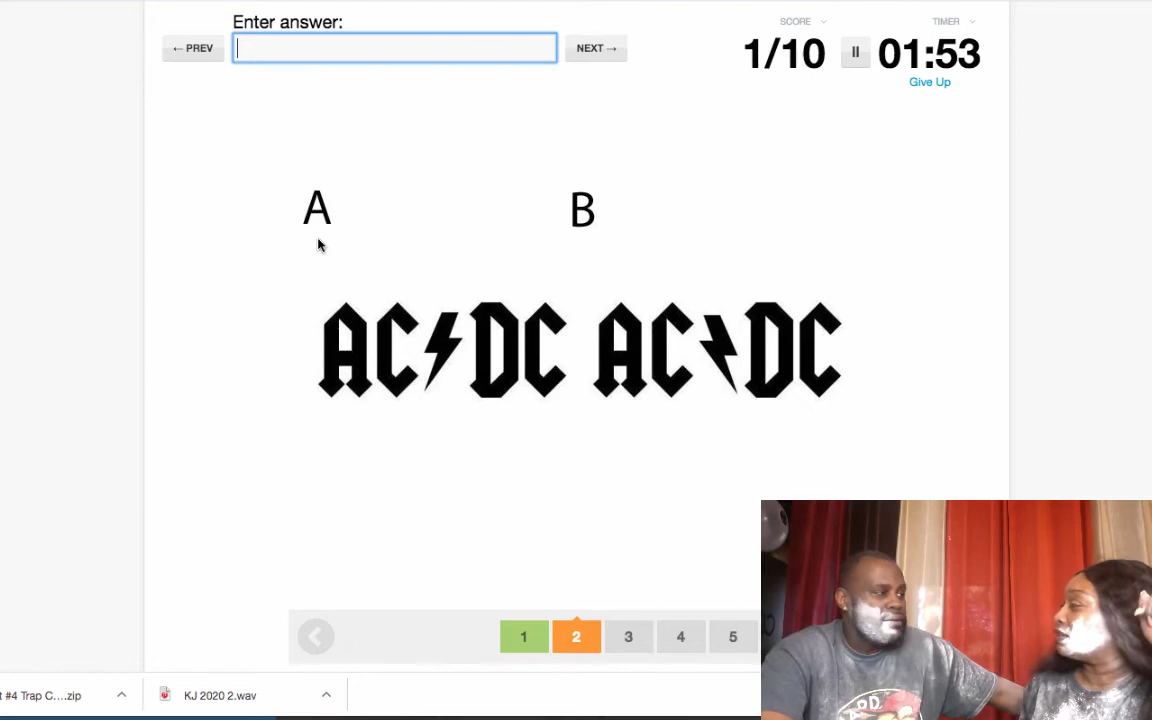 Enter answer:
← PREV
NEXT →
SCORE
TIMER
1/10
01:53
Give Up
A
B
AC DC AC DC
1 2 3 4 5
t #4 Trap C....zip
KJ 2020 2.wav